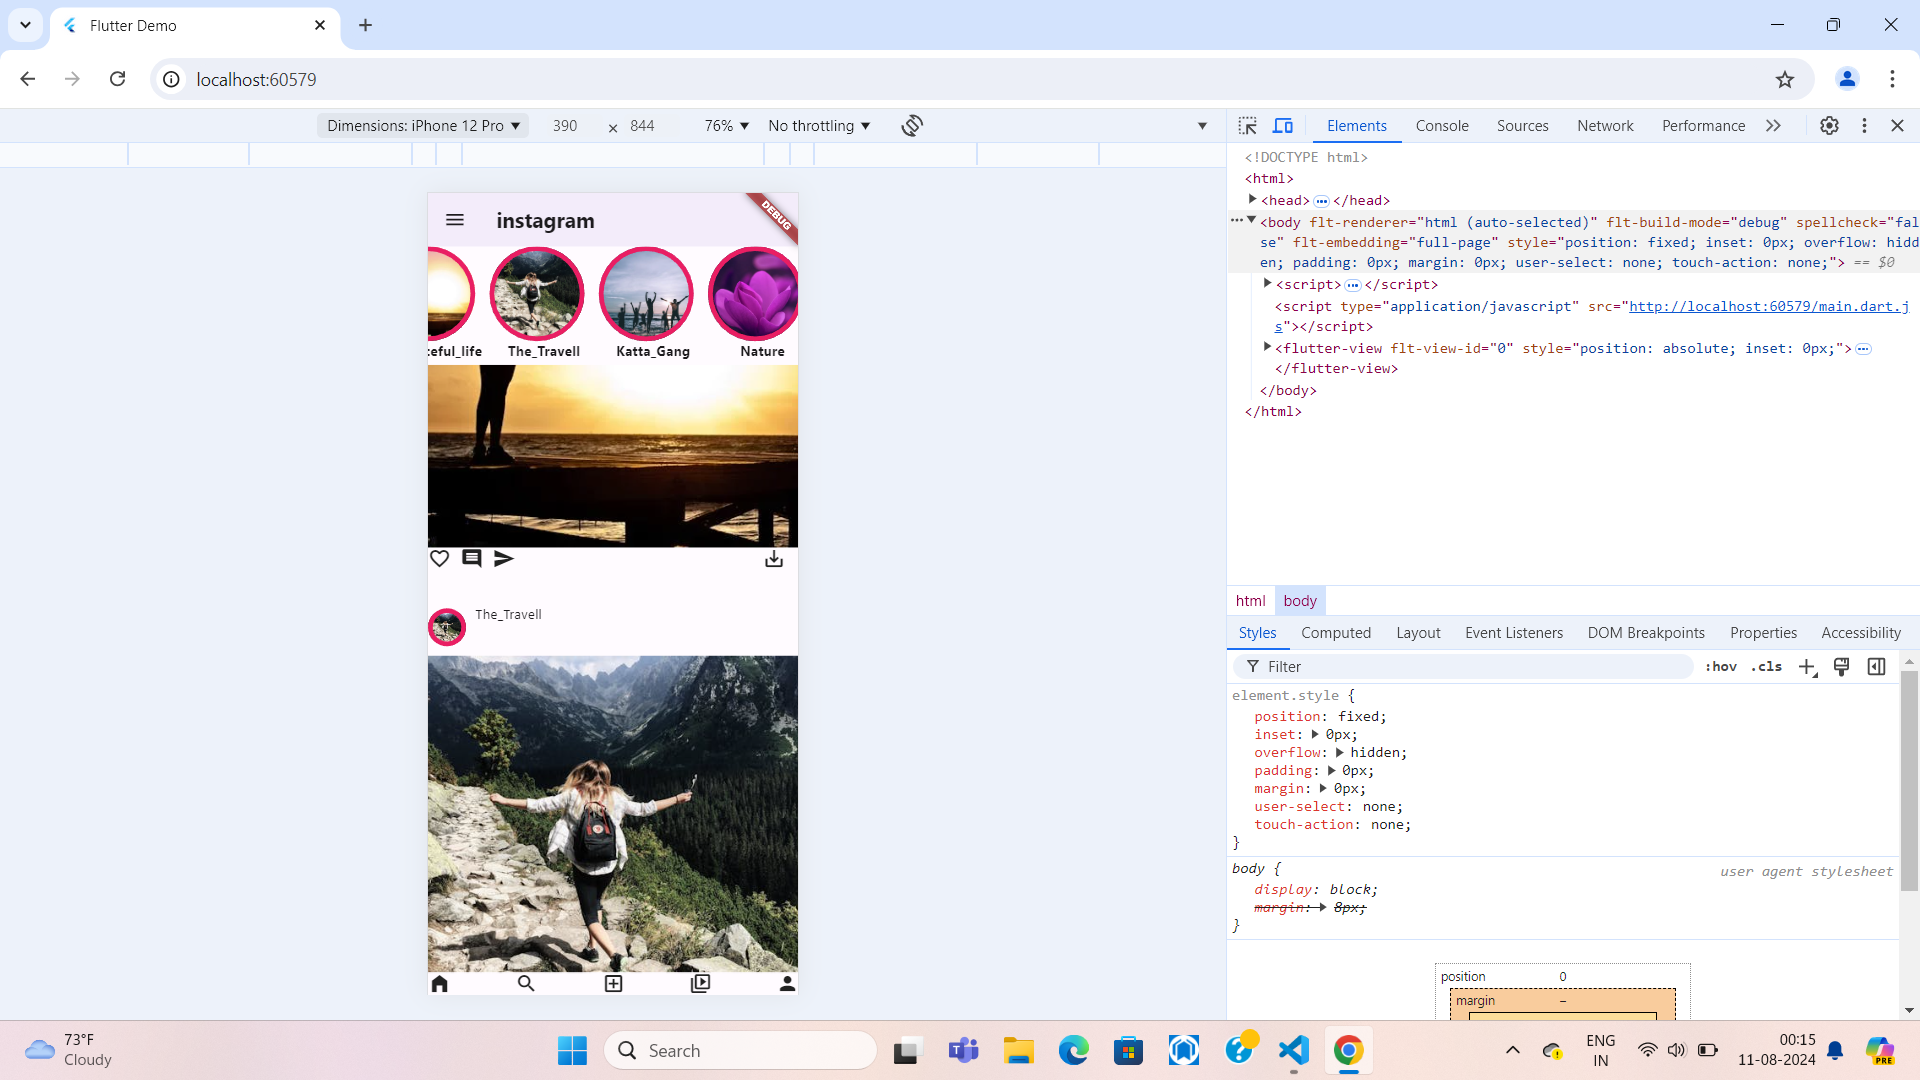 Flutter Demo
localhost:60579
Dimensions: iPhone 12 Pro ▼ 390 × 844 76% ▼ No throttling ▼
Elements Console Sources Network Performance
<!DOCTYPE html>
<html>
<head> ••• </head>
<body flt-renderer="html (auto-selected)" flt-build-mode="debug" spellcheck="fal
se" flt-embedding="full-page" style="position: fixed; inset: 0px; overflow: hidd
en; padding: 0px; margin: 0px; user-select: none; touch-action: none;"> == $0
<script> ••• </script>
<script type="application/javascript" src="http://localhost:60579/main.dart.j
s"></script>
<flutter-view flt-view-id="0" style="position: absolute; inset: 0px;"> •••
</flutter-view>
</body>
</html>
html body
Styles Computed Layout Event Listeners DOM Breakpoints Properties Accessibility
Filter :hov .cls
element.style {
position: fixed;
inset: 0px;
overflow: hidden;
padding: 0px;
margin: 0px;
user-select: none;
touch-action: none;
}
body {
user agent stylesheet
display: block;
margin: 8px;
}
position 0
margin –
instagram
DEBUG
ceful_life The_Travell Katta_Gang Nature
The_Travell
73°F
Cloudy
Search
ENG
IN
00:15
11-08-2024
PRE